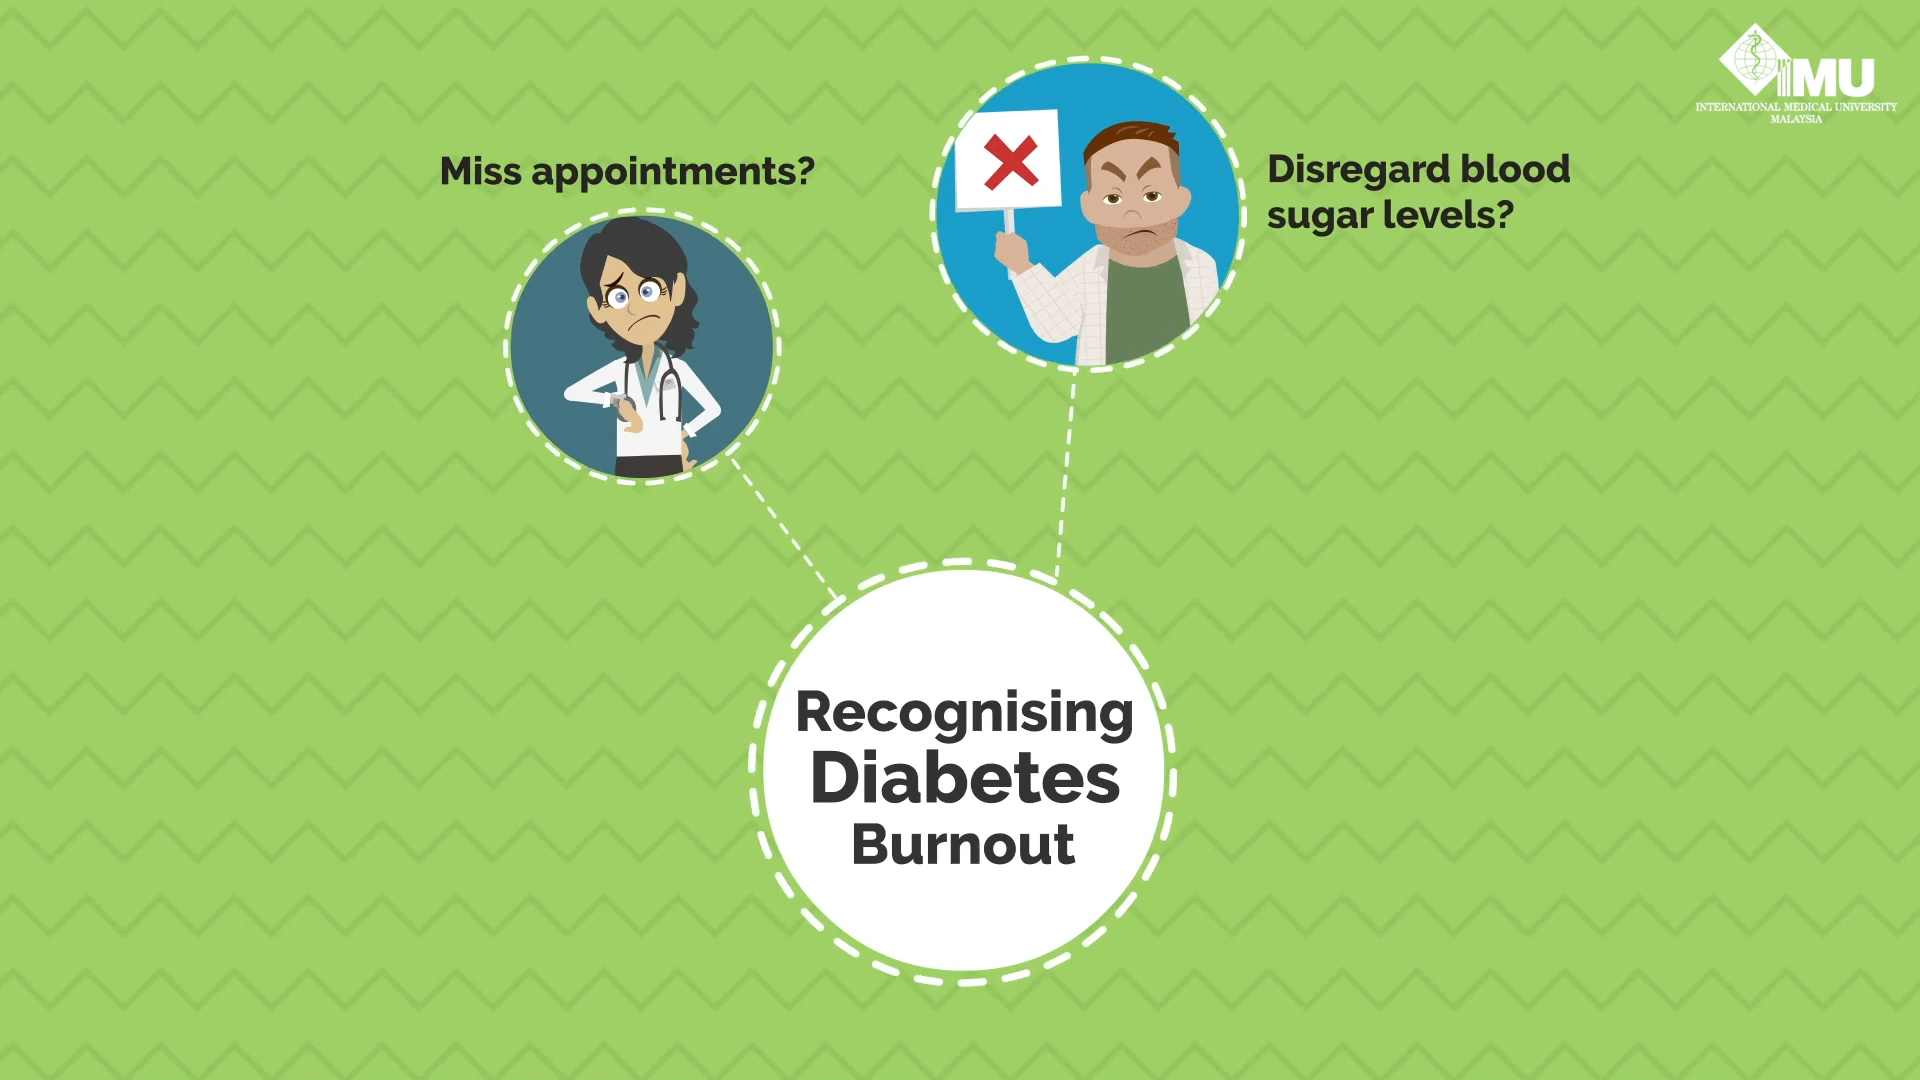 IMU
INTERNATIONAL MEDICAL UNIVERSITY
MALAYSIA
Miss appointments?
Disregard blood
sugar levels?
Recognising
Diabetes
Burnout